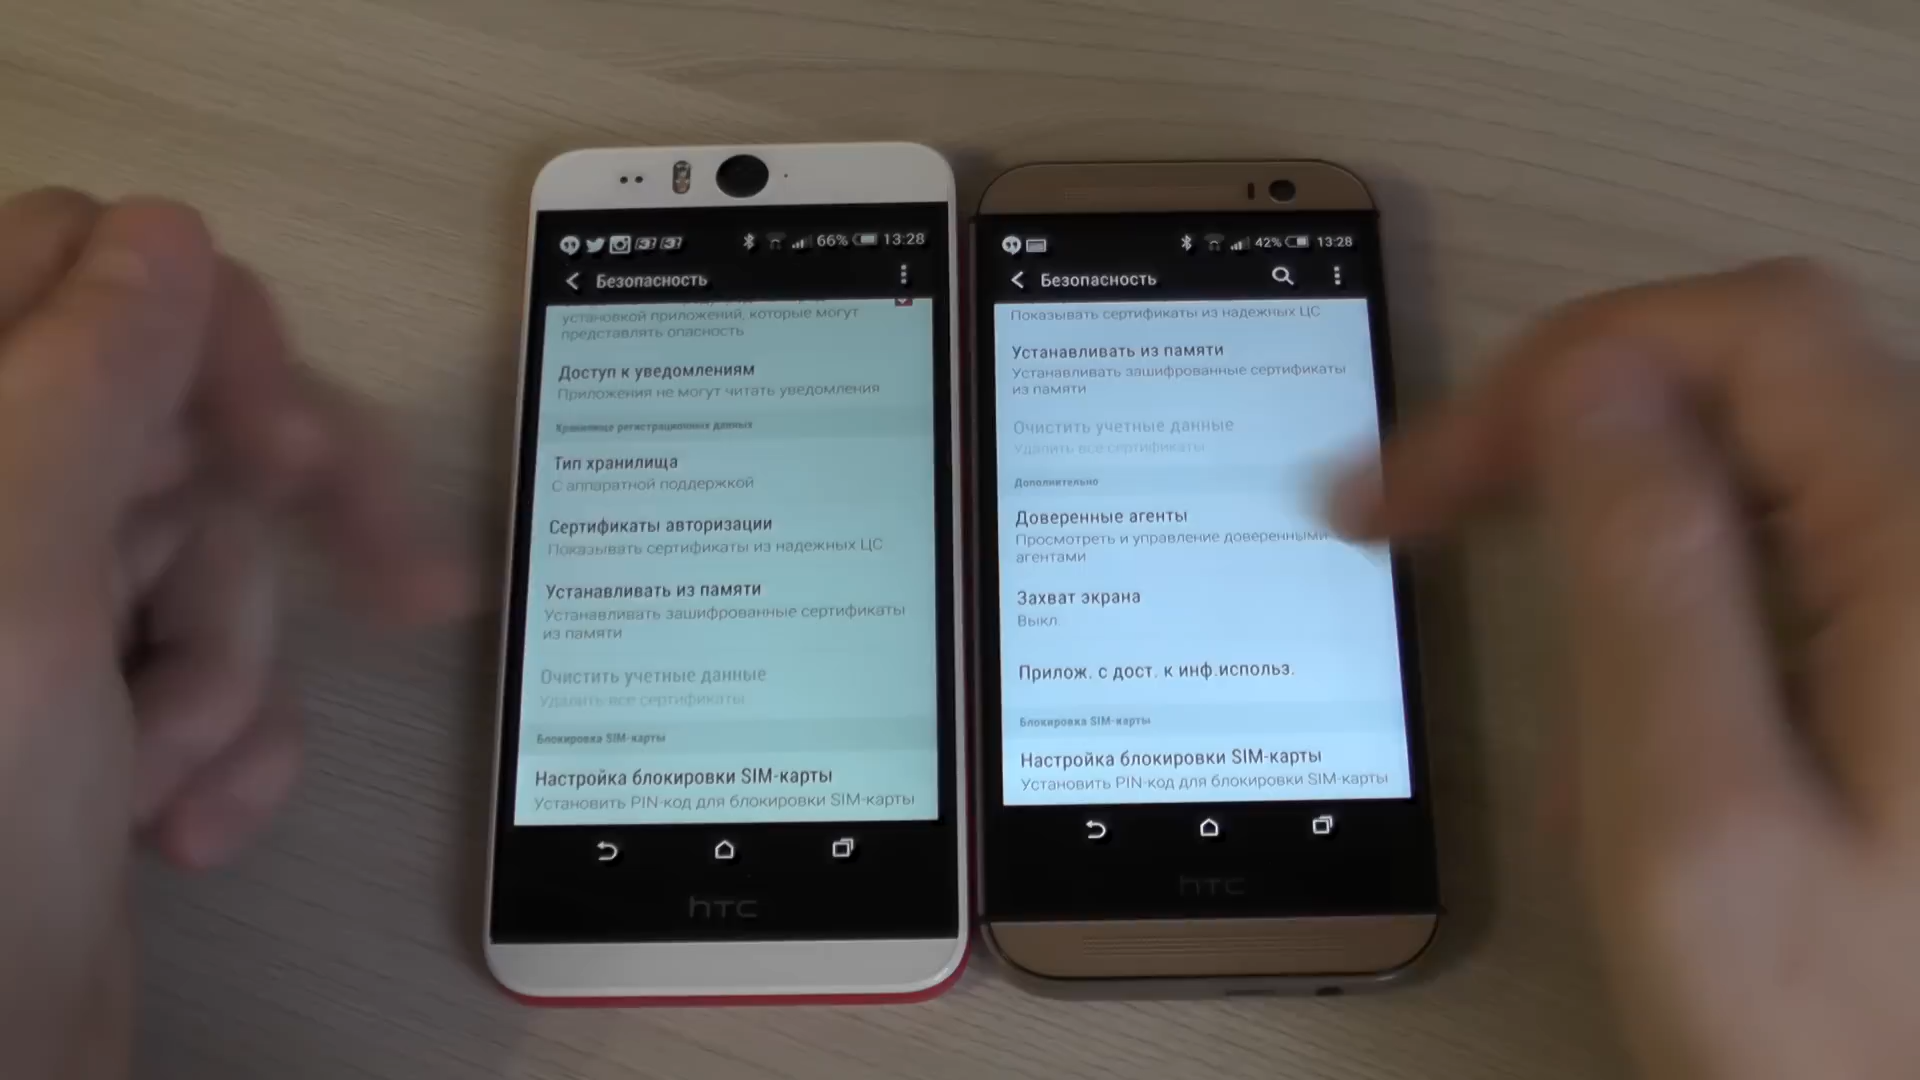 66% 13:28
Безопасность
установкой приложений, которые могут
представлять опасность
Доступ к уведомлениям
Приложения не могут читать уведомления
Хранилище регистрационных данных
Тип хранилища
С аппаратной поддержкой
Сертификаты авторизации
Показывать сертификаты из надежных ЦС
Устанавливать из памяти
Устанавливать зашифрованные сертификаты
из памяти
Очистить учетные данные
Удалить все сертификаты
Блокировка SIM-карты
Настройка блокировки SIM-карты
Установить PIN-код для блокировки SIM-карты
hTC
42% 13:28
Безопасность
Показывать сертификаты из надежных ЦС
Устанавливать из памяти
Устанавливать зашифрованные сертификаты
из памяти
Очистить учетные данные
Удалить все сертификаты
Дополнительно
Доверенные агенты
Просмотреть и управление доверенными
агентами
Захват экрана
Выкл.
Прилож. с дост. к инф.использ.
Блокировка SIM-карты
Настройка блокировки SIM-карты
Установить PIN-код для блокировки SIM-карты
hTC